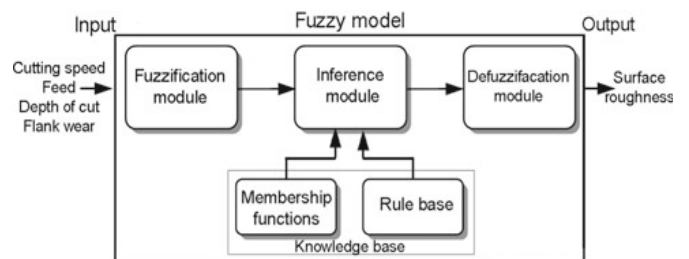 Input
Fuzzy model
Output
Cutting speed
Feed
Depth of cut
Flank wear
Fuzzification
module
Inference
module
Defuzzifacation
module
Surface
roughness
Membership
functions
Rule base
Knowledge base